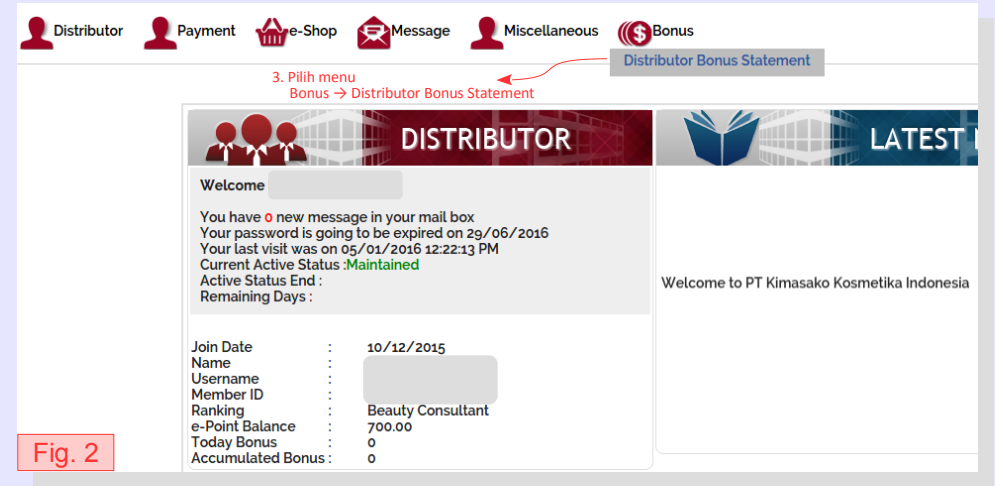 Distributor Payment e-Shop Message Miscellaneous Bonus
Distributor Bonus Statement
3. Pilih menu
Bonus → Distributor Bonus Statement
DISTRIBUTOR
LATEST
Welcome
You have 0 new message in your mail box
Your password is going to be expired on 29/06/2016
Your last visit was on 05/01/2016 12:22:13 PM
Current Active Status :Maintained
Active Status End :
Remaining Days :
Welcome to PT Kimasako Kosmetika Indonesia
Join Date : 10/12/2015
Name :
Username :
Member ID :
Ranking : Beauty Consultant
e-Point Balance : 700.00
Today Bonus : 0
Accumulated Bonus : 0
Fig. 2